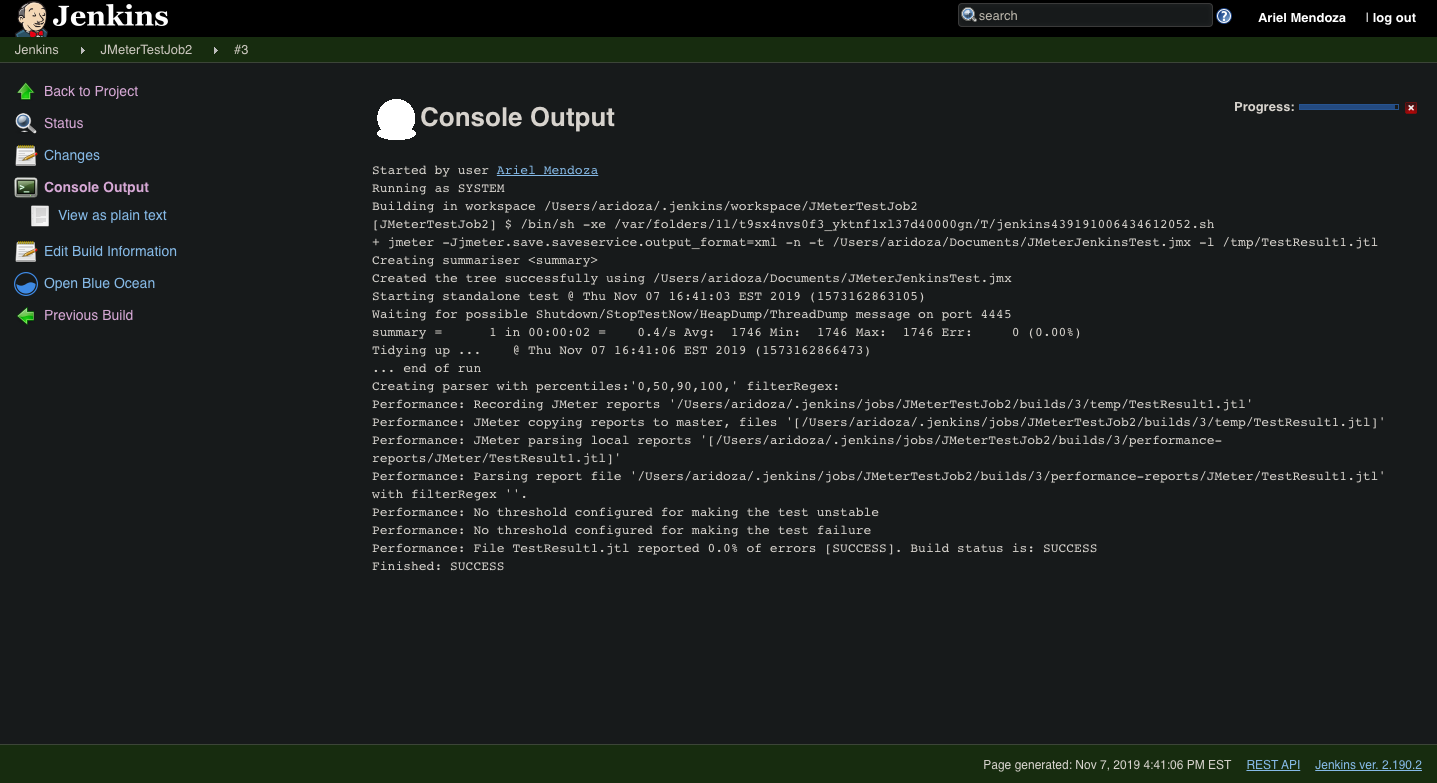 Jenkins
search
Ariel Mendoza | log out
Jenkins JMeterTestJob2 #3
Back to Project
Status
Changes
Console Output
View as plain text
Edit Build Information
Open Blue Ocean
Previous Build
Console Output
Progress:
Started by user Ariel Mendoza
Running as SYSTEM
Building in workspace /Users/aridoza/.jenkins/workspace/JMeterTestJob2
[JMeterTestJob2] $ /bin/sh -xe /var/folders/1l/t9sx4nvs0f3_yktnf1xl37d40000gn/T/jenkins4391910064346​12052.sh
+ jmeter -Jjmeter.save.saveservice.output_format=xml -n -t /Users/aridoza/Documents/JMeterJenkinsTest.jmx -l /tmp/TestResult1.jtl
Creating summariser <summary>
Created the tree successfully using /Users/aridoza/Documents/JMeterJenkinsTest.jmx
Starting standalone test @ Thu Nov 07 16:41:03 EST 2019 (1573162863105)
Waiting for possible Shutdown/StopTestNow/HeapDump/ThreadDump message on port 4445
summary =      1 in 00:00:02 =    0.4/s Avg:  1746 Min:  1746 Max:  1746 Err:     0 (0.00%)
Tidying up ...    @ Thu Nov 07 16:41:06 EST 2019 (1573162866473)
... end of run
Creating parser with percentiles:'0,50,90,100,' filterRegex:
Performance: Recording JMeter reports '/Users/aridoza/.jenkins/jobs/JMeterTestJob2/builds/3/temp/TestResult1.jtl'
Performance: JMeter copying reports to master, files '[/Users/aridoza/.jenkins/jobs/JMeterTestJob2/builds/3/temp/TestResult1.jtl]'
Performance: JMeter parsing local reports '[/Users/aridoza/.jenkins/jobs/JMeterTestJob2/builds/3/performance-
reports/JMeter/TestResult1.jtl]'
Performance: Parsing report file '/Users/aridoza/.jenkins/jobs/JMeterTestJob2/builds/3/performance-reports/JMeter/TestResult1.jtl'
with filterRegex ''.
Performance: No threshold configured for making the test unstable
Performance: No threshold configured for making the test failure
Performance: File TestResult1.jtl reported 0.0% of errors [SUCCESS]. Build status is: SUCCESS
Finished: SUCCESS
Page generated: Nov 7, 2019 4:41:06 PM EST REST API Jenkins ver. 2.190.2